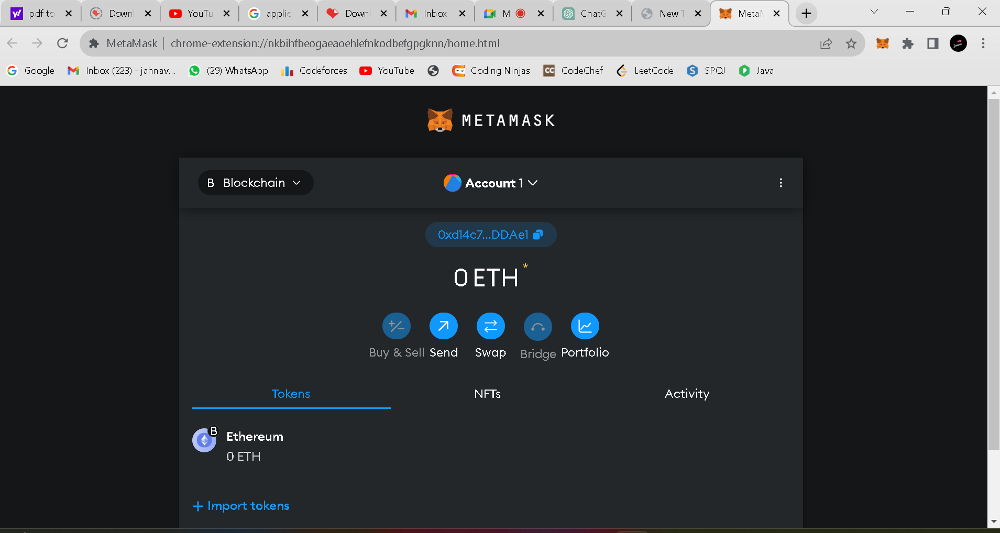 pdf to
Downl
YouTu
applic
Down
Inbox
M
ChatG
New T
MetaM
MetaMask | chrome-extension://nkbihfbeogaeaoehlefnkodbefgpgknn/home.html
Google
Inbox (223) - jahnav...
(29) WhatsApp
Codeforces
YouTube
Coding Ninjas
CC CodeChef
LeetCode
S SPOJ
Java
METAMASK
B Blockchain
Account 1
0xd14c7...DDAe1
0 ETH *
Buy & Sell
Send
Swap
Bridge
Portfolio
Tokens
NFTs
Activity
B
Ethereum
0 ETH
+ Import tokens